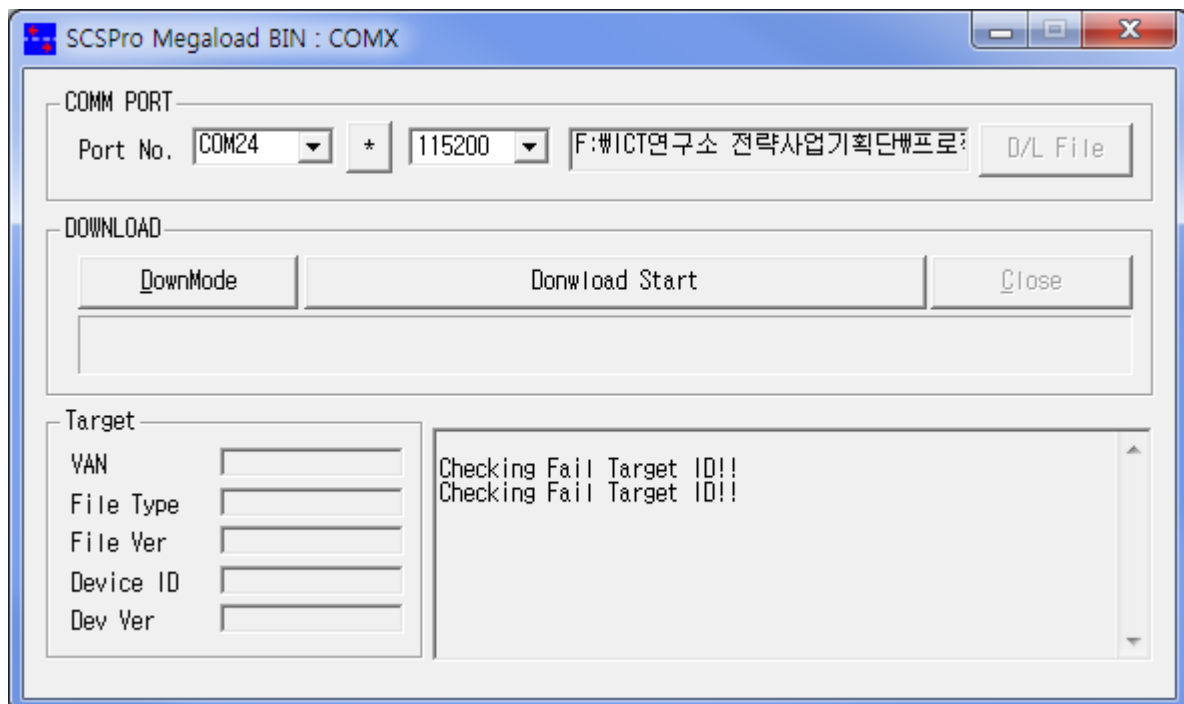 SCSPro Megaload BIN : COMX
COMM PORT
Port No. COM24 * 115200 F:₩ICT연구소 전략사업기획단₩프로 D/L File
DOWNLOAD
DownMode Donwload Start Close
Target
VAN
File Type
File Ver
Device ID
Dev Ver
Checking Fail Target ID!!
Checking Fail Target ID!!